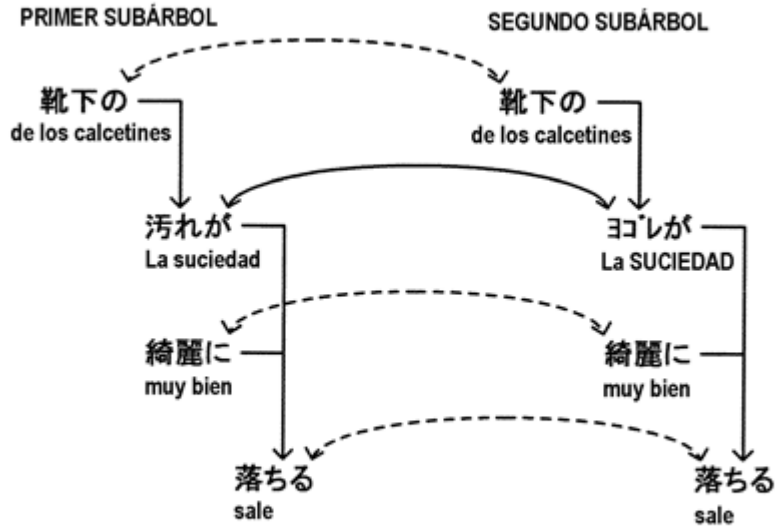 PRIMER SUBÁRBOL
SEGUNDO SUBÁRBOL
靴下の
de los calcetines
靴下の
de los calcetines
汚れが
La suciedad
ﾖｺﾞﾚが
La SUCIEDAD
綺麗に
muy bien
綺麗に
muy bien
落ちる
sale
落ちる
sale